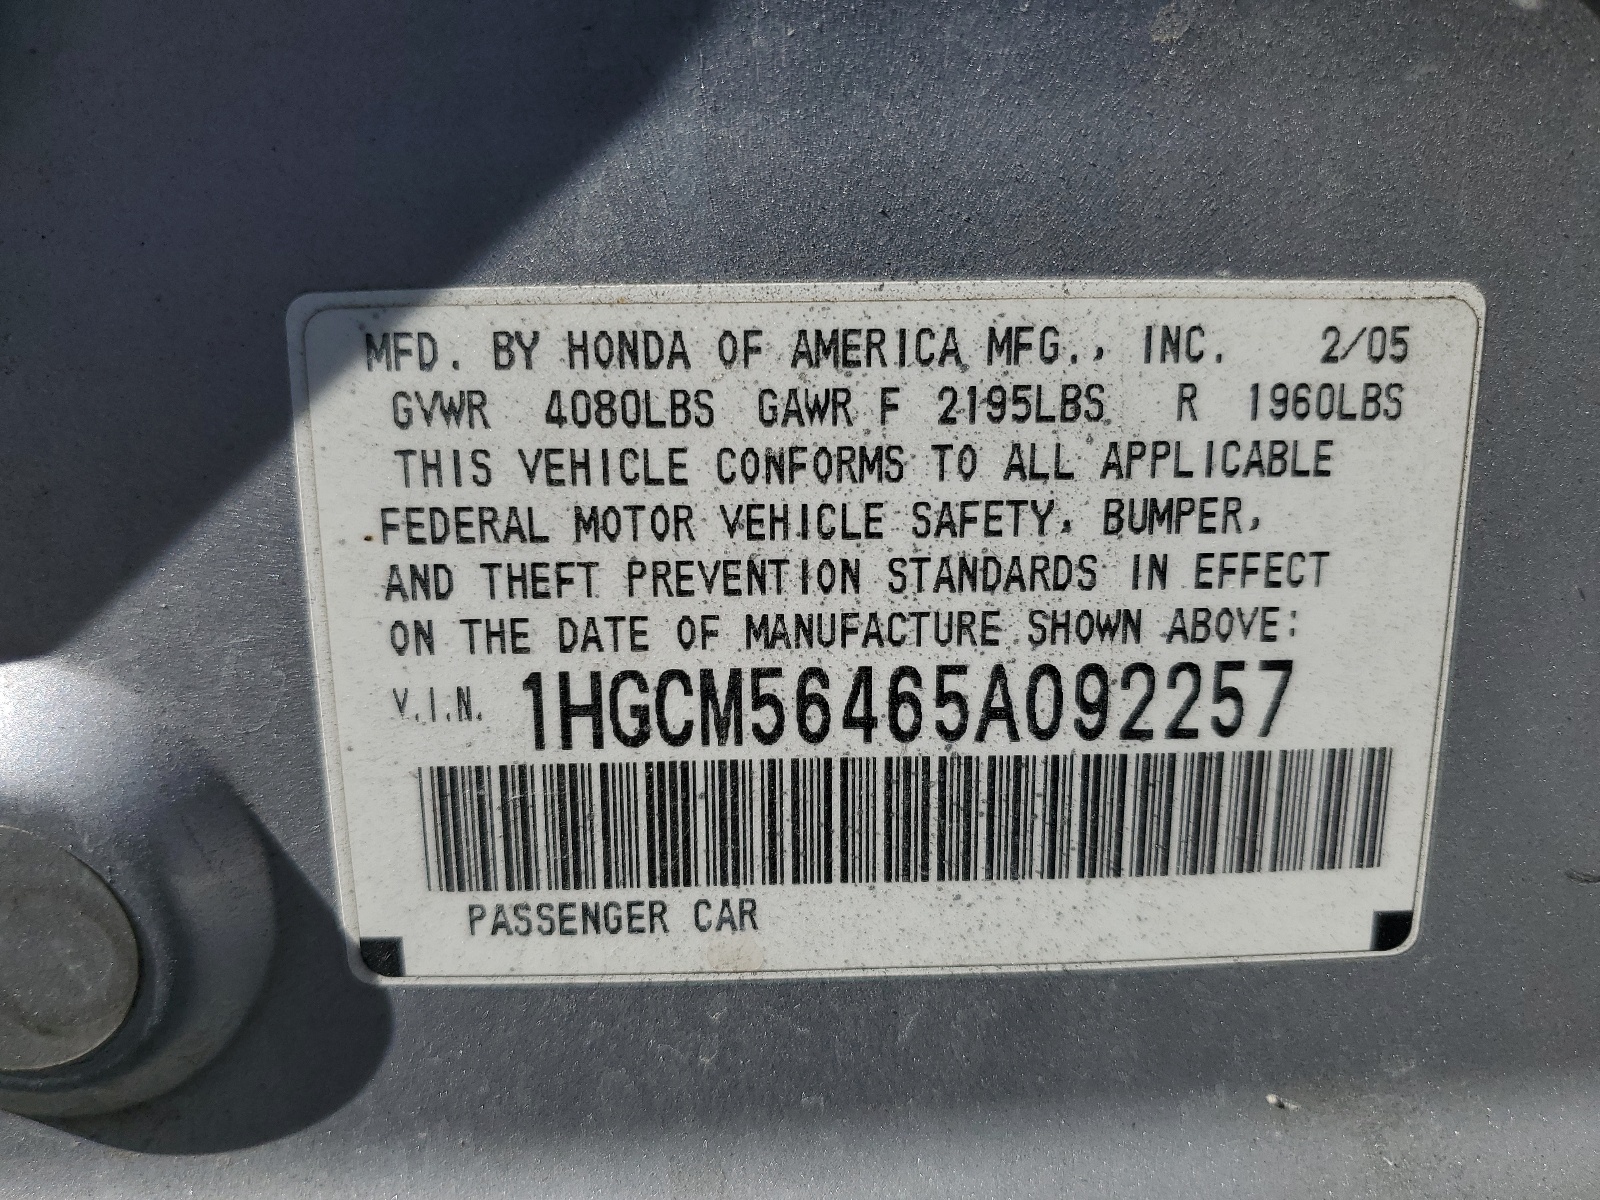 MFD. BY HONDA OF AMERICA MFG., INC. 2/05
GVWR 4080LBS GAWR F 2195LBS R 1960LBS
THIS VEHICLE CONFORMS TO ALL APPLICABLE
FEDERAL MOTOR VEHICLE SAFETY, BUMPER,
AND THEFT PREVENTION STANDARDS IN EFFECT
ON THE DATE OF MANUFACTURE SHOWN ABOVE:
V.I.N. 1HGCM56465A092257
PASSENGER CAR